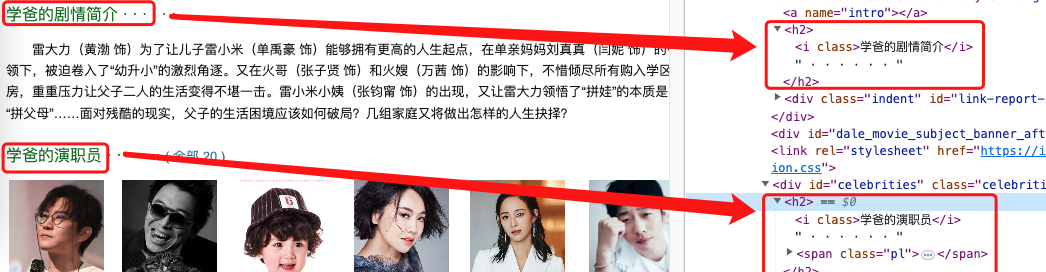 学爸的剧情简介 · · · · ·
雷大力（黄渤 饰）为了让儿子雷小米（单禹豪 饰）能够拥有更高的人生起点，在单亲妈妈刘真真（闫妮 饰）的
领下，被迫卷入了“幼升小”的激烈角逐。又在火哥（张子贤 饰）和火嫂（万茜 饰）的影响下，不惜倾尽所有购入学区
房，重重压力让父子二人的生活变得不堪一击。雷小米小姨（张钧甯 饰）的出现，又让雷大力领悟了“拼娃”的本质是
“拼父母”……面对残酷的现实，父子的生活困境应该如何破局？几组家庭又将做出怎样的人生抉择？
学爸的演职员 · · （全部 20）
<a name="intro"></a>
<h2>
<i class>学爸的剧情简介</i>
" · · · · · · "
</h2>
<div class="indent" id="link-report-
</div>
<div id="dale_movie_subject_banner_aft
<link rel="stylesheet" href="https://i
ion.css">
<div id="celebrities" class="celebriti
<h2> == $0
<i class>学爸的演职员</i>
" · · · · · · "
<span class="pl">…</span>
</h2>